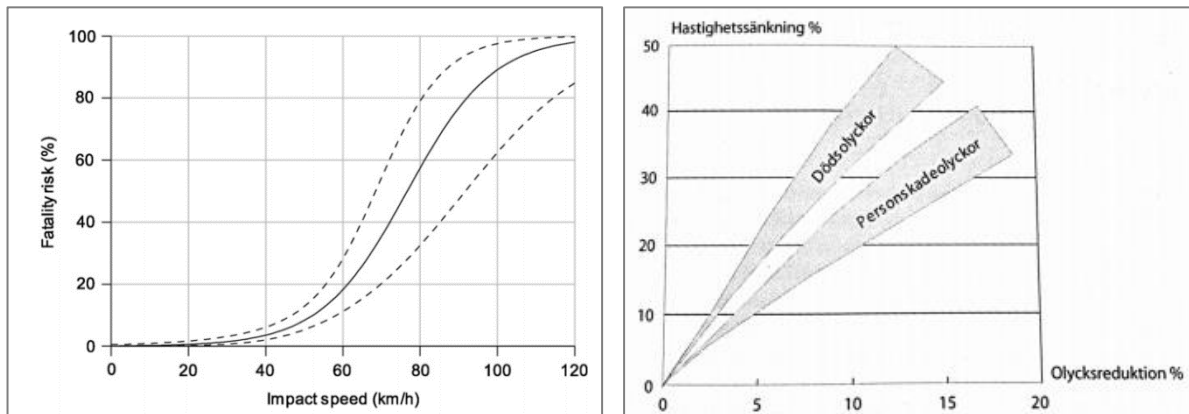 100
80
60
40
20
0
Fatality risk (%)
0 20 40 60 80 100 120
Impact speed (km/h)
Hastighetssänkning %
50
40
30
20
10
0
Dödsolyckor
Personskadeolyckor
Olycksreduktion %
0 5 10 15 20